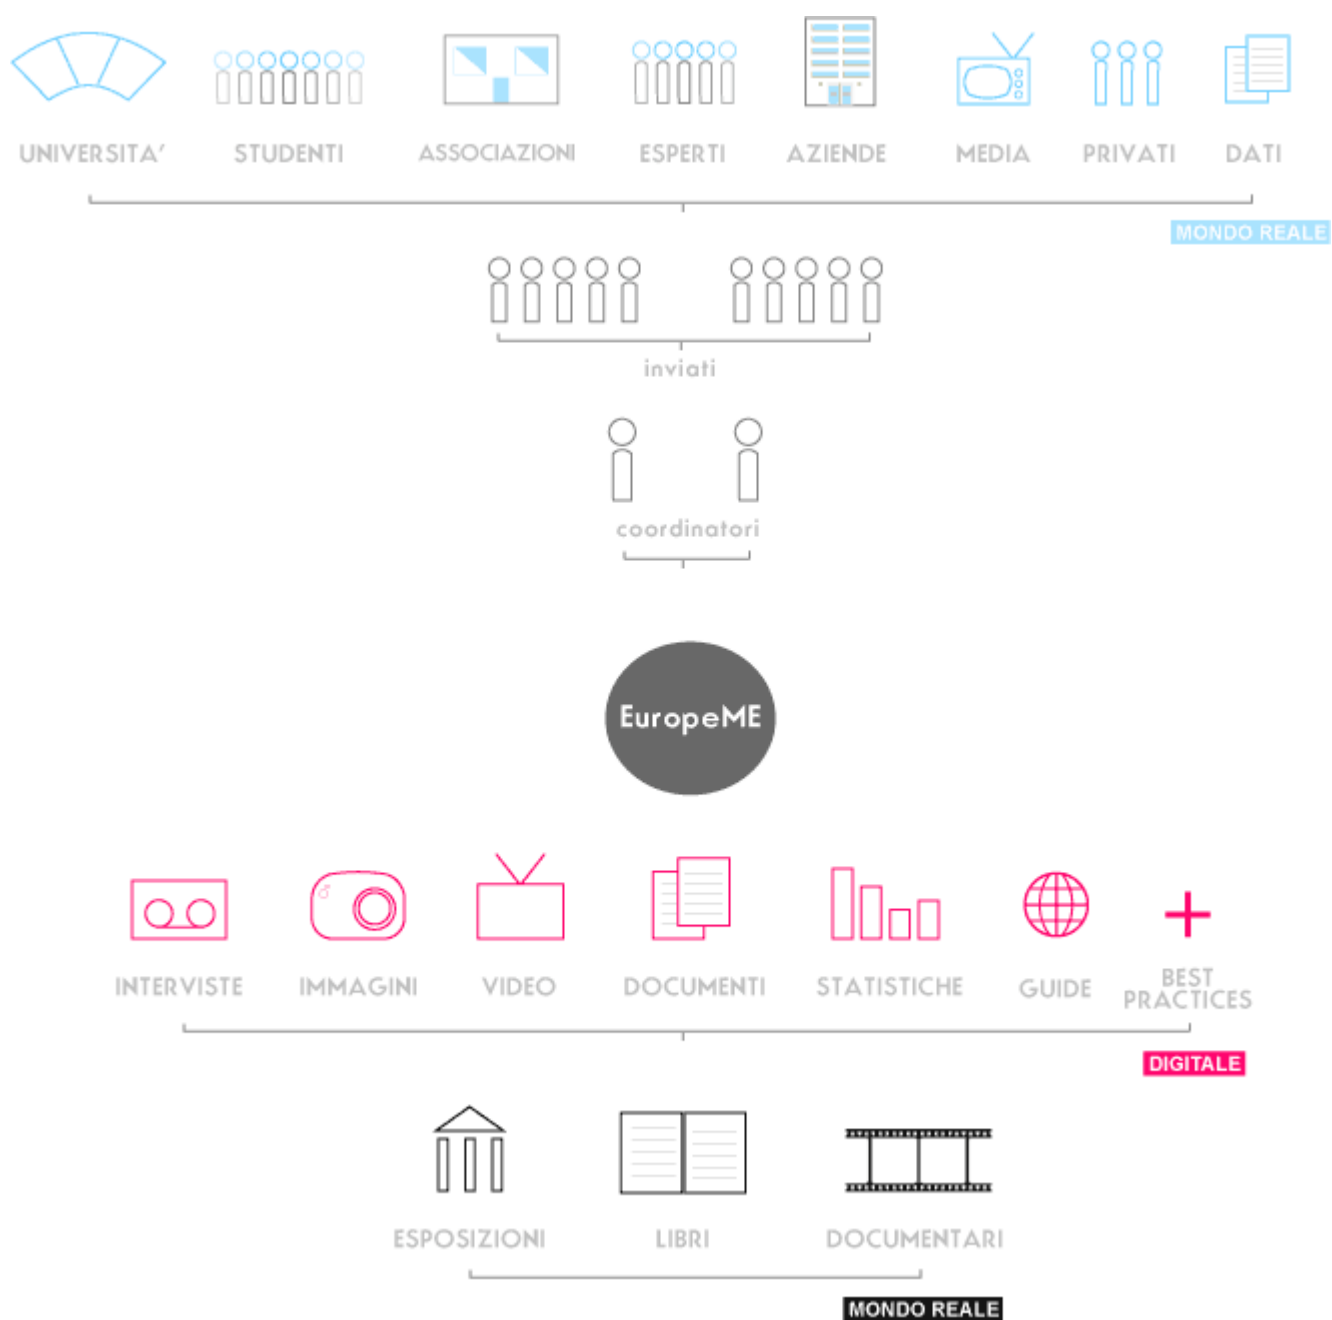 UNIVERSITA' STUDENTI ASSOCIAZIONI ESPERTI AZIENDE MEDIA PRIVATI DATI
MONDO REALE
inviati
coordinatori
EuropeME
INTERVISTE IMMAGINI VIDEO DOCUMENTI STATISTICHE GUIDE BEST
PRACTICES
DIGITALE
ESPOSIZIONI LIBRI DOCUMENTARI
MONDO REALE